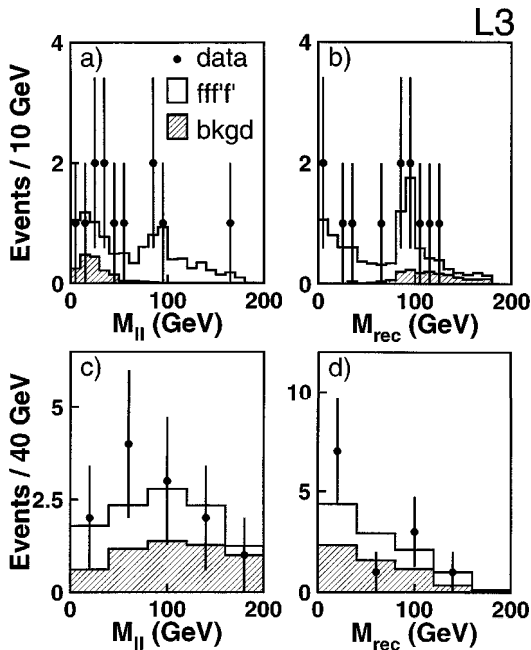 L3
a)
data
fff'f'
bkgd
b)
Events / 10 GeV
4
2
0
0
100
200
M_ll (GeV)
4
2
0
0
100
200
M_rec (GeV)
c)
Events / 40 GeV
5
2.5
0
0
100
200
M_ll (GeV)
d)
10
5
0
0
100
200
M_rec (GeV)